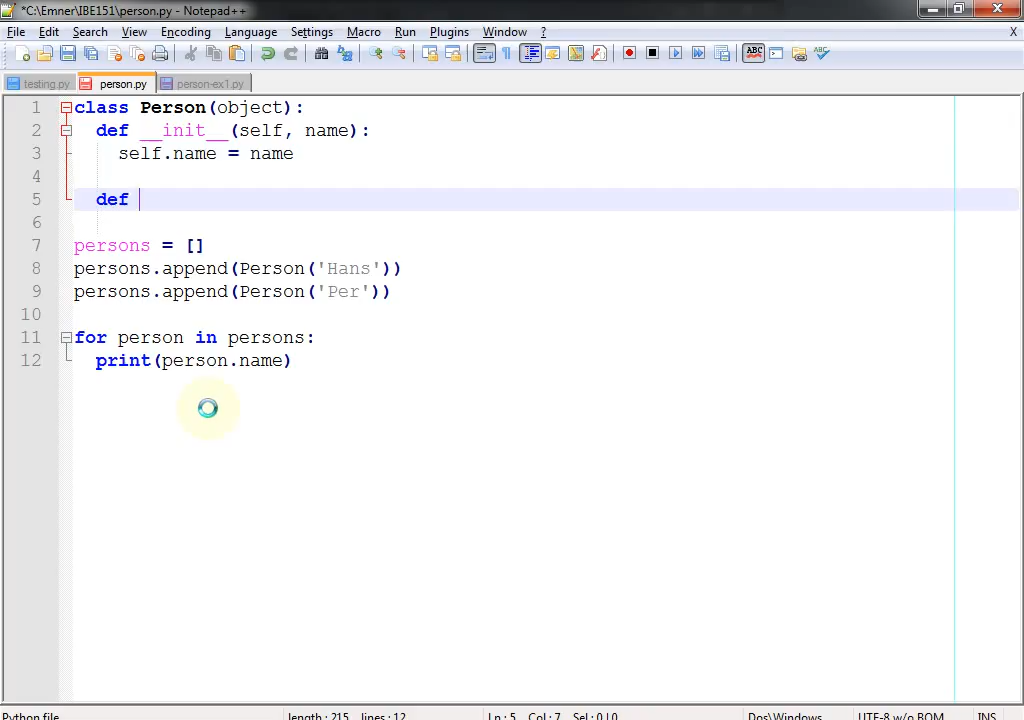 *C:\Emner\IBE151\person.py - Notepad++
File Edit Search View Encoding Language Settings Macro Run Plugins Window ? X
testing.py person.py person-ex1.py
1 class Person(object):
2 def __init__(self, name):
3 self.name = name
4
5 def
6
7 persons = []
8 persons.append(Person('Hans'))
9 persons.append(Person('Per'))
10
11 for person in persons:
12 print(person.name)
Python file length : 215 lines : 12 Ln : 5 Col : 7 Sel : 0 | 0 Dos\Windows UTF-8 w/o BOM INS